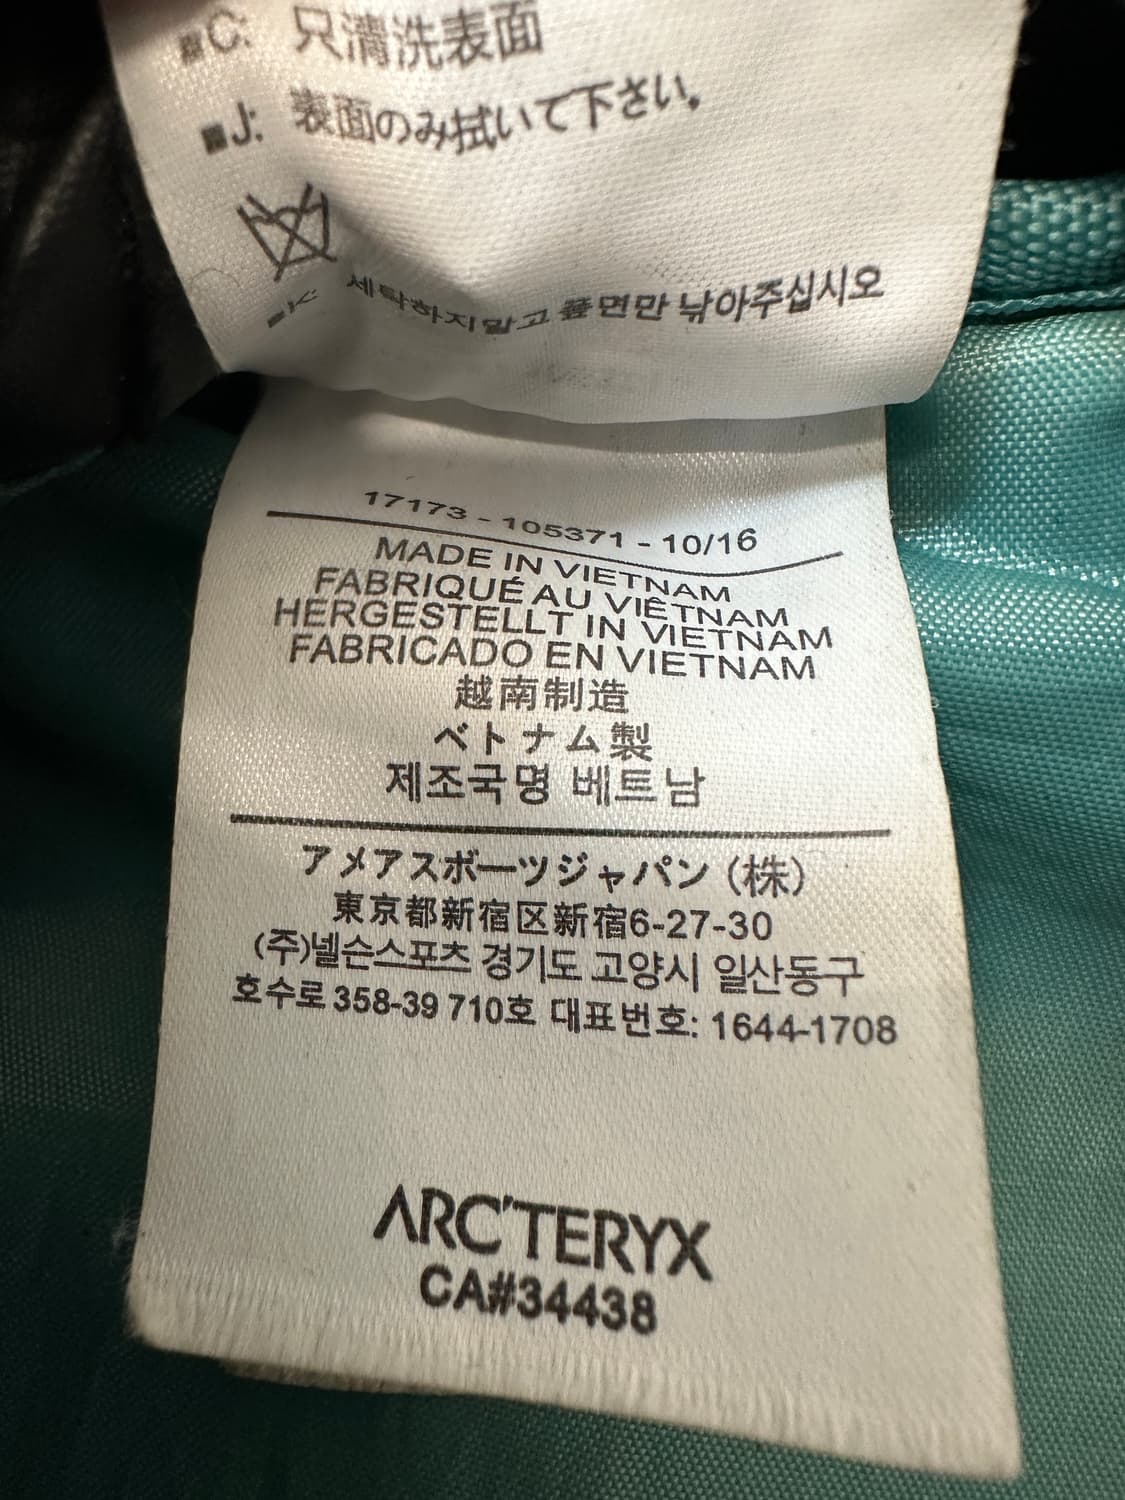 ■C: 只清洗表面
■J: 表面のみ拭いて下さい。
■K: 세탁하지말고 표면만 닦아주십시오
17173 - 105371 - 10/16
MADE IN VIETNAM
FABRIQUÉ AU VIÊTNAM
HERGESTELLT IN VIETNAM
FABRICADO EN VIETNAM
越南制造
ベトナム製
제조국명 베트남
アメアスポーツジャパン（株）
東京都新宿区新宿6-27-30
(주)넬슨스포츠 경기도 고양시 일산동구
호수로 358-39 710호 대표번호: 1644-1708
ARC'TERYX
CA#34438